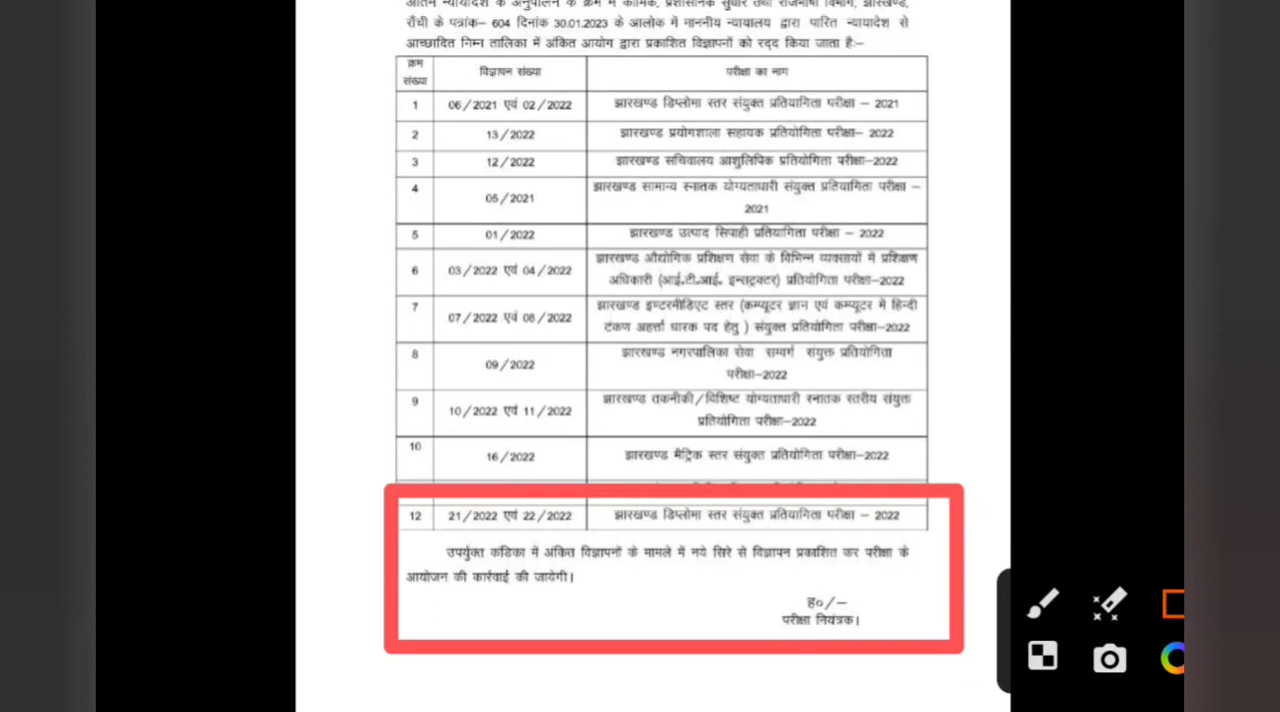 अंतिम न्यायादेश के अनुपालन के क्रम में कार्मिक, प्रशासनिक सुधार तथा राजभाषा विभाग, झारखण्ड,
राँची के पत्रांक– 604 दिनांक 30.01.2023 के आलोक में माननीय न्यायालय द्वारा पारित न्यायादेश से
आच्छादित निम्न तालिका में अंकित आयोग द्वारा प्रकाशित विज्ञापनों को रद्द किया जाता है:–
क्रम संख्या विज्ञापन संख्या परीक्षा का नाम
1 06/2021 एवं 02/2022 झारखण्ड डिप्लोमा स्तर संयुक्त प्रतियागिता परीक्षा – 2021
2 13/2022 झारखण्ड प्रयोगशाला सहायक प्रतियोगिता परीक्षा– 2022
3 12/2022 झारखण्ड सचिवालय आशुलिपिक प्रतियोगिता परीक्षा–2022
4 05/2021 झारखण्ड सामान्य स्नातक योग्यताधारी संयुक्त प्रतियागिता परीक्षा –
2021
5 01/2022 झारखण्ड उत्पाद सिपाही प्रतियागिता परीक्षा – 2022
6 03/2022 एवं 04/2022 झारखण्ड औद्योगिक प्रशिक्षण सेवा के विभिन्न व्यवसायों में प्रशिक्षण
अधिकारी (आई.टी.आई. इन्सट्रक्टर) प्रतियोगिता परीक्षा–2022
7 07/2022 एवं 08/2022 झारखण्ड इण्टरमीडिएट स्तर (कम्प्यूटर ज्ञान एवं कम्प्यूटर में हिन्दी
टंकण अहर्त्ता धारक पद हेतु ) संयुक्त प्रतियोगिता परीक्षा–2022
8 09/2022 झारखण्ड नगरपालिका सेवा सम्वर्ग संयुक्त प्रतियोगिता
परीक्षा–2022
9 10/2022 एवं 11/2022 झारखण्ड तकनीकी/विशिष्ट योग्यताधारी स्नातक स्तरीय संयुक्त
प्रतियोगिता परीक्षा–2022
10 16/2022 झारखण्ड मैट्रिक स्तर संयुक्त प्रतियोगिता परीक्षा–2022
12 21/2022 एवं 22/2022 झारखण्ड डिप्लोमा स्तर संयुक्त प्रतियागिता परीक्षा – 2022
उपर्युक्त कंडिका में अंकित विज्ञापनों के मामले में नये सिरे से विज्ञापन प्रकाशित कर परीक्षा के
आयोजन की कार्रवाई की जायेगी।
ह०/–
परीक्षा नियंत्रक।